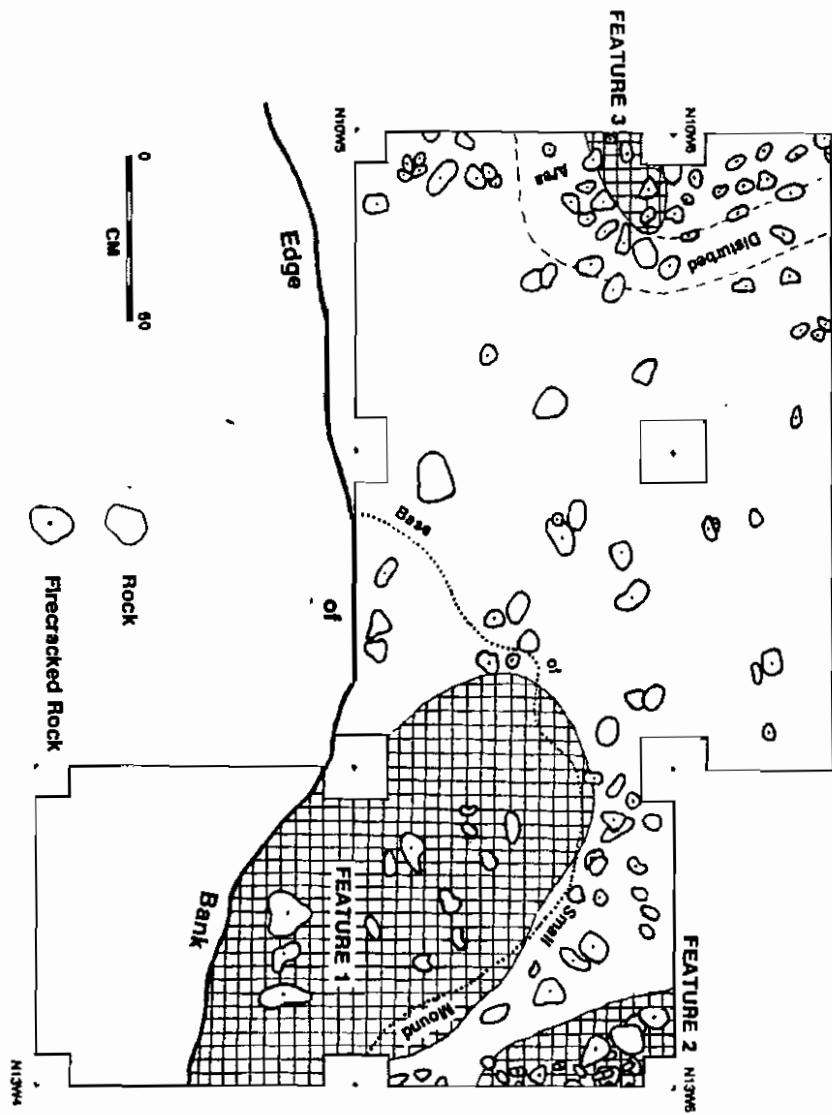 FEATURE 3
N10W5
N10W6
Area
Disturbed
0
50
CM
Edge
of
Bank
Base
of
Small
Mound
Rock
Firecracked Rock
FEATURE 1
FEATURE 2
N13W4
N13W6